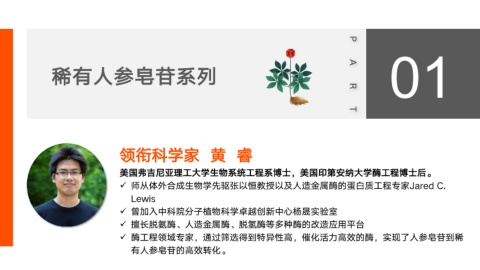 稀有人参皂苷系列
PART
01
领衔科学家 黄 睿
美国弗吉尼亚理工大学生物系统工程系博士，美国印第安纳大学酶工程博士后。
✓ 师从体外合成生物学先驱张以恒教授以及人造金属酶的蛋白质工程专家Jared C.
Lewis
✓ 曾加入中科院分子植物科学卓越创新中心杨晟实验室
✓ 擅长脱氨酶、人造金属酶、脱氢酶等多种酶的改造应用平台
✓ 酶工程领域专家，通过筛选得到特异性高，催化活力高效的酶，实现了人参皂苷到稀
有人参皂苷的高效转化。